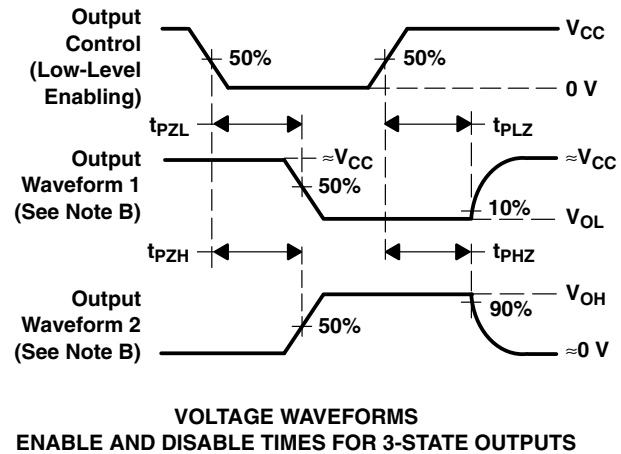 Output
Control
(Low-Level
Enabling)
50%
50%
VCC
0 V
tPZL
tPLZ
Output
Waveform 1
(See Note B)
≈VCC
50%
≈VCC
10%
VOL
tPZH
tPHZ
Output
Waveform 2
(See Note B)
50%
VOH
90%
≈0 V
VOLTAGE WAVEFORMS
ENABLE AND DISABLE TIMES FOR 3-STATE OUTPUTS